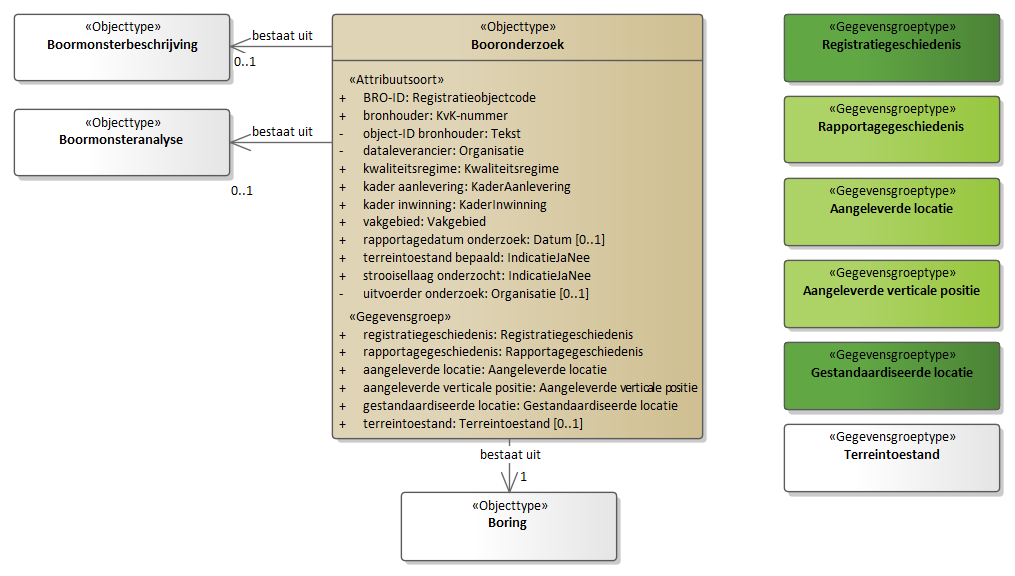 «Objecttype»
Boormonsterbeschrijving
bestaat uit
0..1
«Objecttype»
Boormonsteranalyse
bestaat uit
0..1
«Objecttype»
Booronderzoek
«Attribuutsoort»
+ BRO-ID: Registratieobjectcode
+ bronhouder: KvK-nummer
- object-ID bronhouder: Tekst
- dataleverancier: Organisatie
+ kwaliteitsregime: Kwaliteitsregime
+ kader aanlevering: KaderAanlevering
+ kader inwinning: KaderInwinning
+ vakgebied: Vakgebied
+ rapportagedatum onderzoek: Datum [0..1]
+ terreintoestand bepaald: IndicatieJaNee
+ strooisellaag onderzocht: IndicatieJaNee
- uitvoerder onderzoek: Organisatie [0..1]
«Gegevensgroep»
+ registratiegeschiedenis: Registratiegeschiedenis
+ rapportagegeschiedenis: Rapportagegeschiedenis
+ aangeleverde locatie: Aangeleverde locatie
+ aangeleverde verticale positie: Aangeleverde verticale positie
+ gestandaardiseerde locatie: Gestandaardiseerde locatie
+ terreintoestand: Terreintoestand [0..1]
bestaat uit
1
«Objecttype»
Boring
«Gegevensgroeptype»
Registratiegeschiedenis
«Gegevensgroeptype»
Rapportagegeschiedenis
«Gegevensgroeptype»
Aangeleverde locatie
«Gegevensgroeptype»
Aangeleverde verticale positie
«Gegevensgroeptype»
Gestandaardiseerde locatie
«Gegevensgroeptype»
Terreintoestand